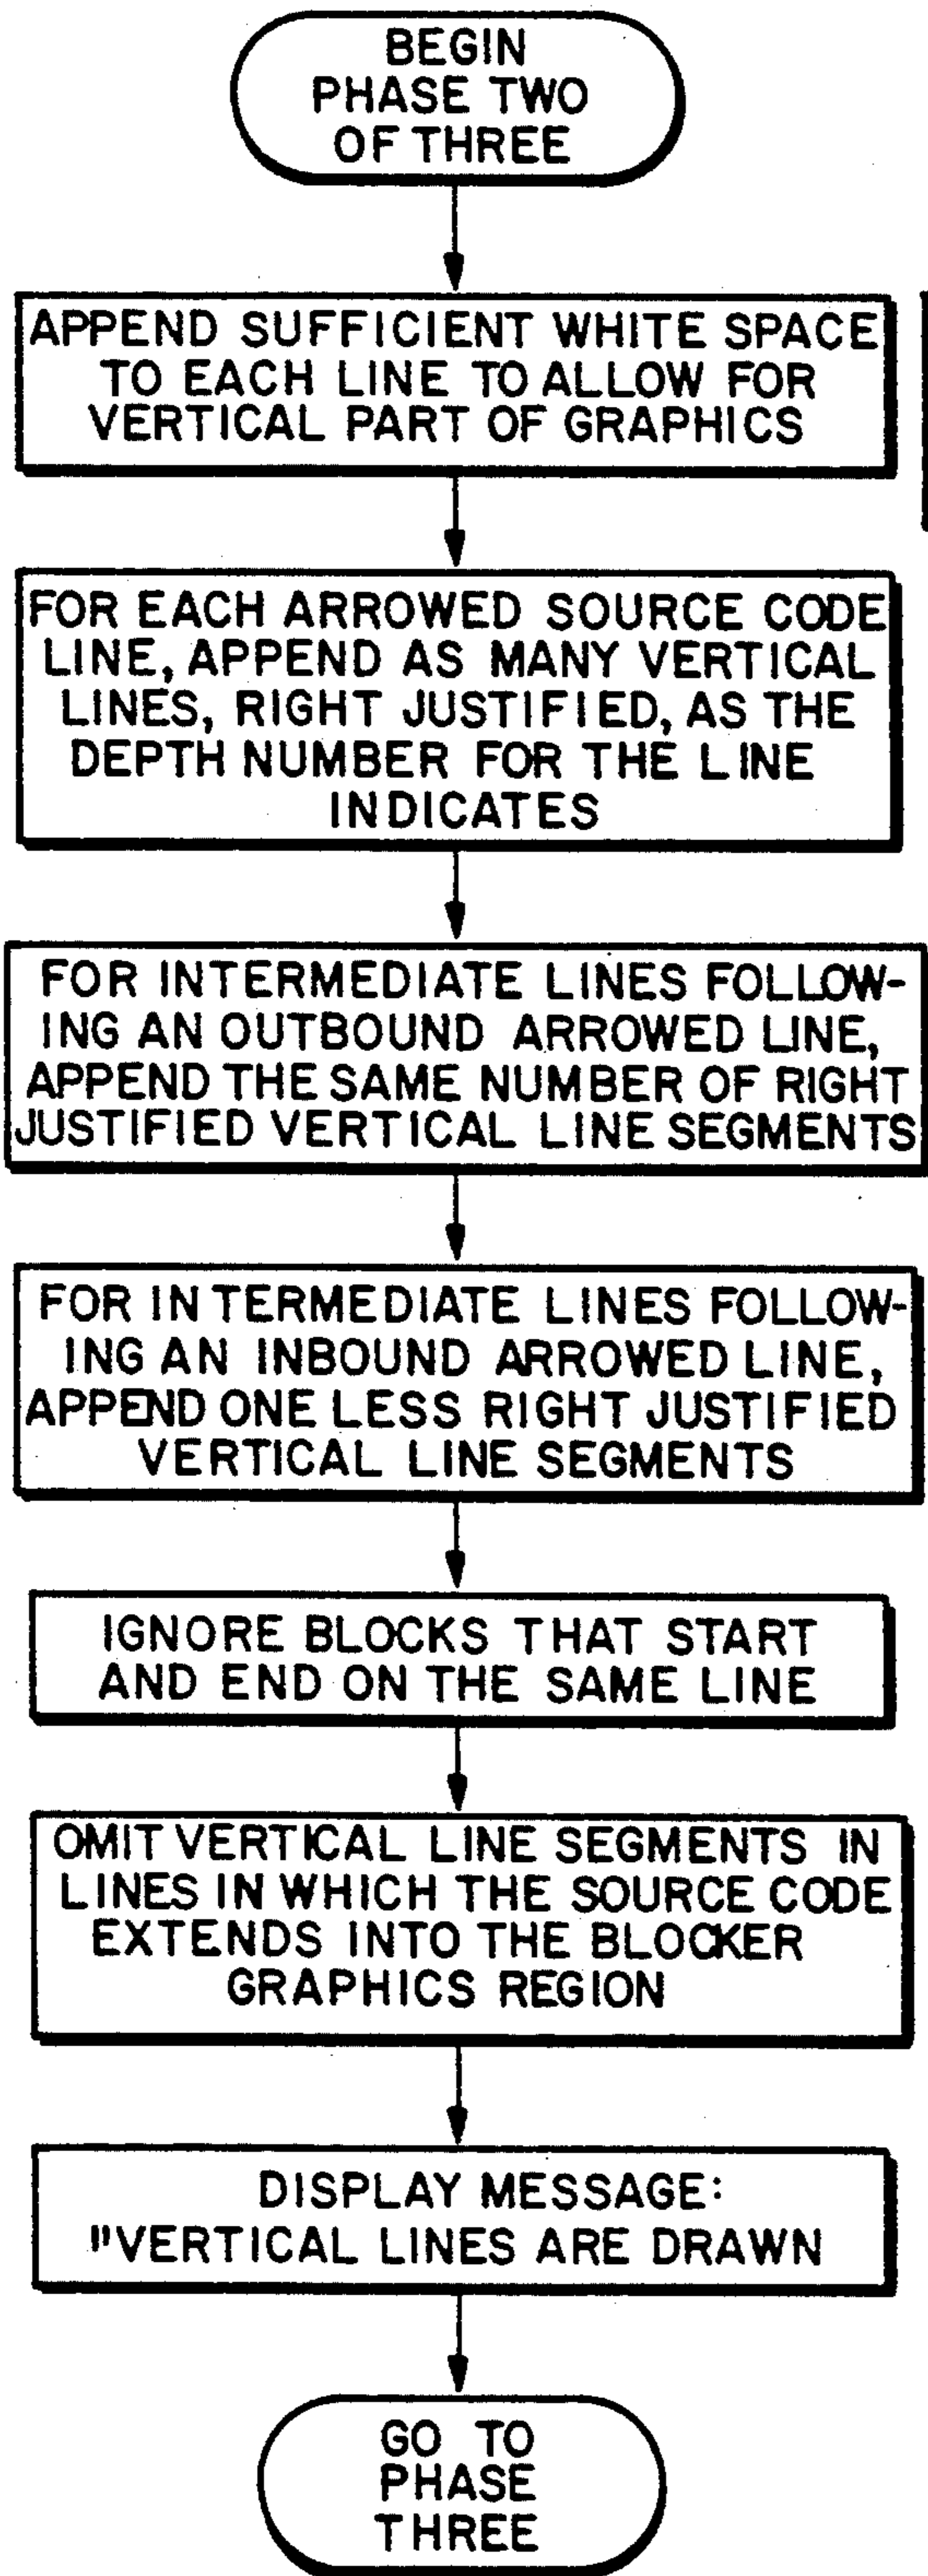 BEGIN
PHASE TWO
OF THREE
APPEND SUFFICIENT WHITE SPACE
TO EACH LINE TO ALLOW FOR
VERTICAL PART OF GRAPHICS
FOR EACH ARROWED SOURCE CODE
LINE, APPEND AS MANY VERTICAL
LINES, RIGHT JUSTIFIED, AS THE
DEPTH NUMBER FOR THE LINE
INDICATES
FOR INTERMEDIATE LINES FOLLOW-
ING AN OUTBOUND ARROWED LINE,
APPEND THE SAME NUMBER OF RIGHT
JUSTIFIED VERTICAL LINE SEGMENTS
FOR INTERMEDIATE LINES FOLLOW-
ING AN INBOUND ARROWED LINE,
APPEND ONE LESS RIGHT JUSTIFIED
VERTICAL LINE SEGMENTS
IGNORE BLOCKS THAT START
AND END ON THE SAME LINE
OMIT VERTICAL LINE SEGMENTS IN
LINES IN WHICH THE SOURCE CODE
EXTENDS INTO THE BLOCKER
GRAPHICS REGION
DISPLAY MESSAGE:
"VERTICAL LINES ARE DRAWN
GO TO
PHASE
THREE